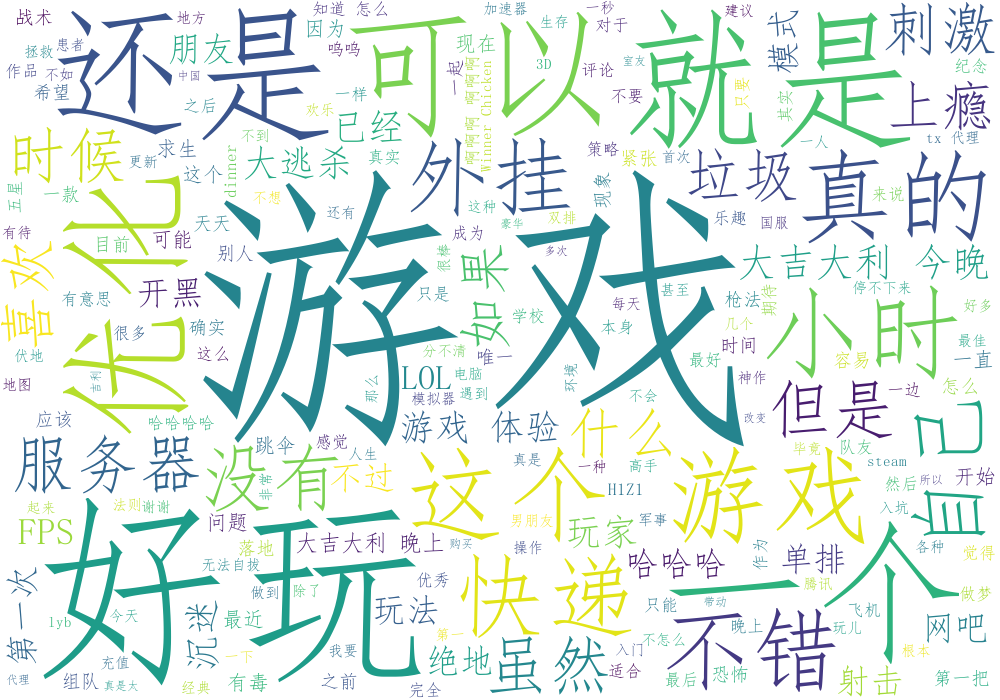 战术
地方
还是
可以
就是
刺激
知道 怎么
加速器
一秒
生存
建议
因为
对于
朋友
模式
拯救
患者
呜呜
现在
3D
评论
室友
纪念
作品
不如
中国
一起
啊啊啊
只要
上瘾
希望
之后
欢乐
一样
不要
其实
已经
Winner Chicken
不到
一人
tx 代理
时候
求生
dinner
大逃杀
真实
外挂
策略
紧张
首次
垃圾
真的
更新
这个
五星
一款
优化
不想
这种
现象
来说
豪华
双排
乐趣
国服
有待
目前
可能
天天
还有
游戏
成为
多次
喜欢
别人
很棒
如果
大吉大利 今晚
有意思
开黑
只是
每天
甚至
枪法
期待
停不下来
很多
确实
学校
本身
几个
小时
好多
伏地
这么
分不清
唯一
最好
时间
最佳
地图
吉利
那么
LOL
电脑
环境
神作
容易
一直
模拟器
遇到
不会
但是
一边
怎么
应该
哈哈哈哈
游戏 体验
什么
改变
自己
跳伞
感觉
人生
毕竟
队友
服务器
没有
不过
这个
真是
一种
高手
游戏
steam
非常
H1Z1
然后
所以
开始
起来
法则
谢谢
男朋友
军事
入坑
FPS
问题
好玩
玩家
落地
大吉大利 晚上
购买
操作
哈哈哈
作为
单排
一个
各种
觉得
无法自拔
第一次
优秀
快递
腾讯
做梦
做到
除了
只能
带动
飞机
lyb
今天
沉迷
最近
玩法
第一
不怎么
晚上
玩儿
网吧
充值
一下
我要
绝地
虽然
入门
不错
根本
代理
组队
真是太
经典
有毒
之前
完全
适合
最后
恐怖
射击
第一把